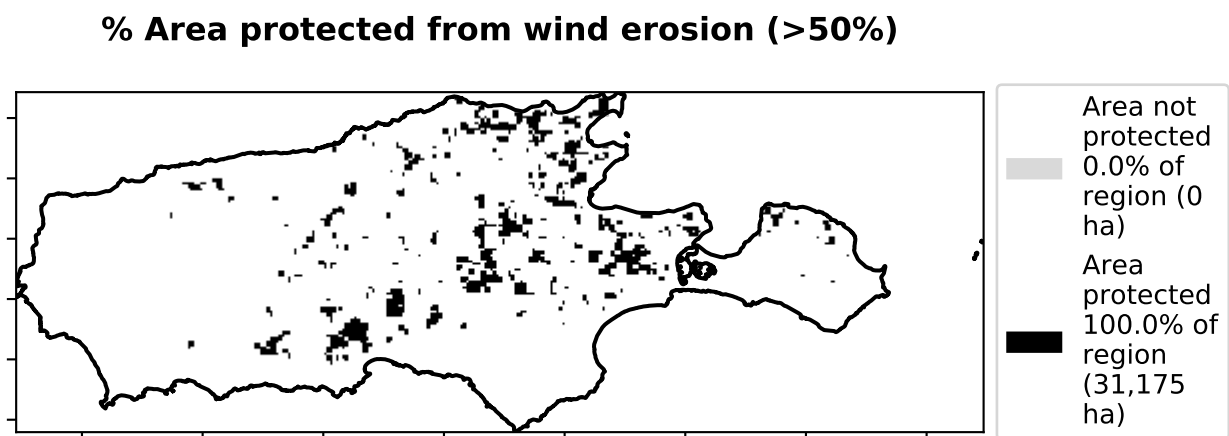 % Area protected from wind erosion (>50%)
Area not
protected
0.0% of
region (0
ha)
Area
protected
100.0% of
region
(31,175
ha)